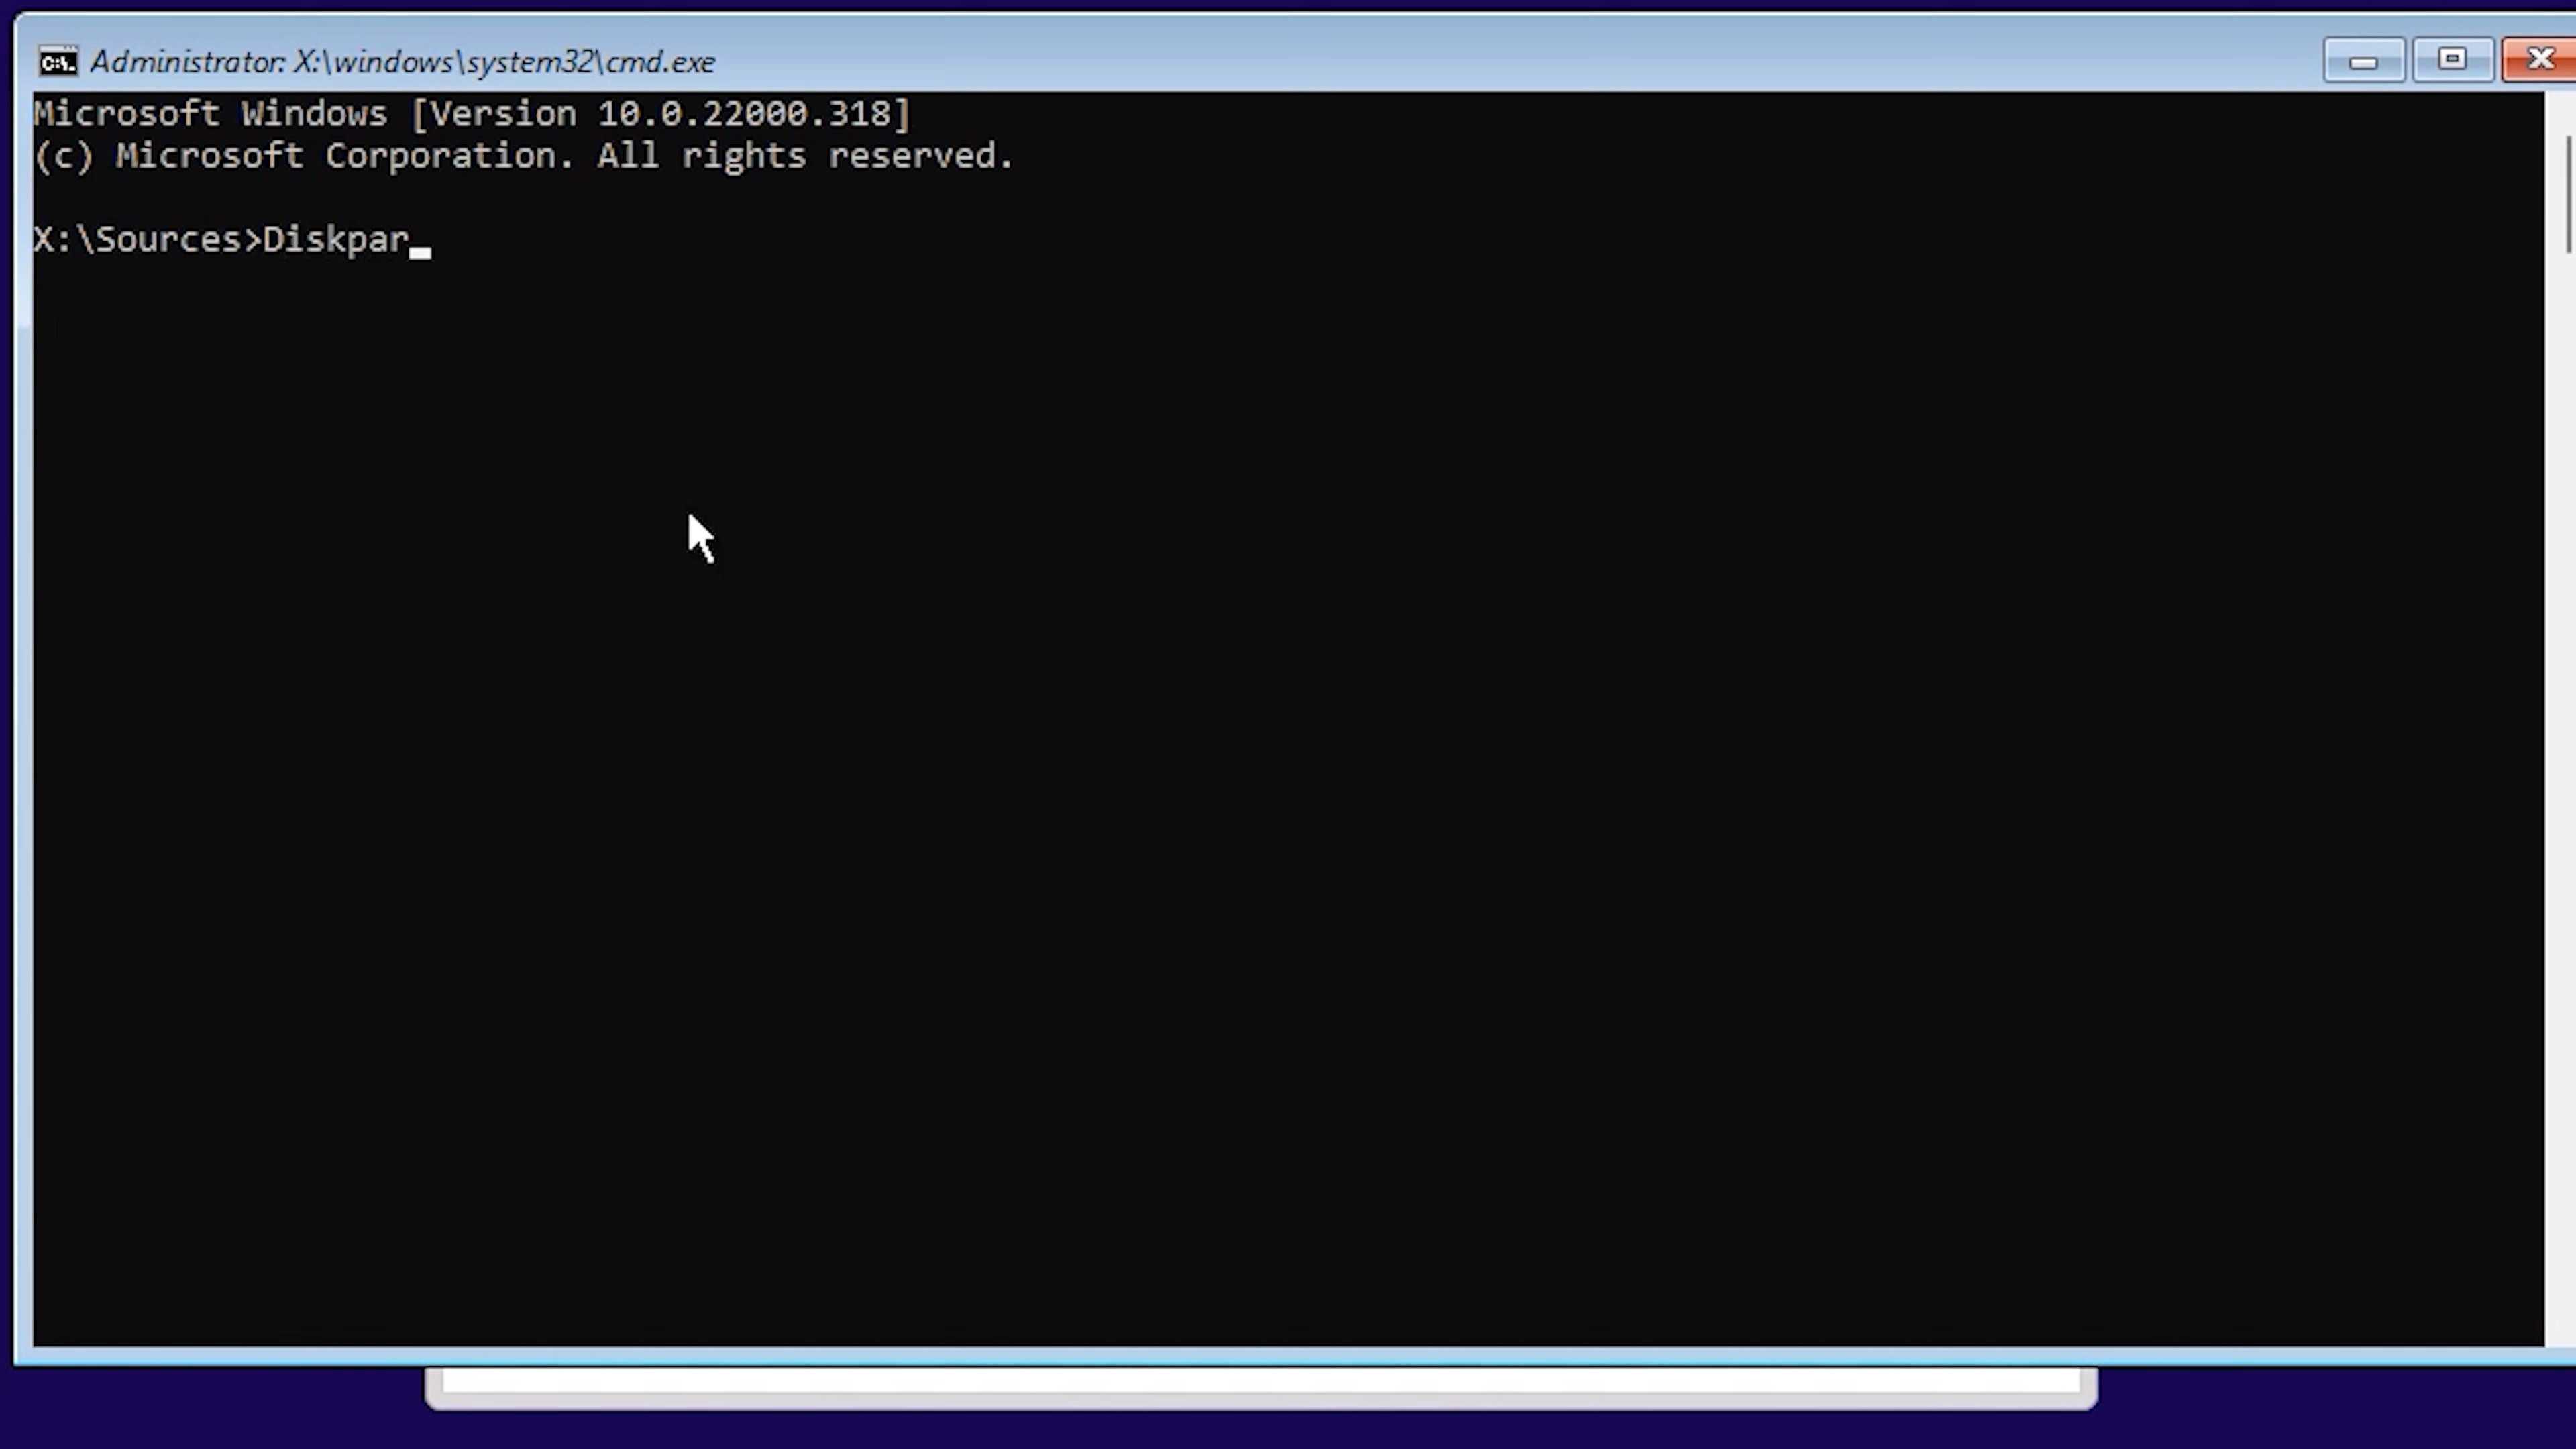 Administrator: X:\windows\system32\cmd.exe
Microsoft Windows [Version 10.0.22000.318]
(c) Microsoft Corporation. All rights reserved.
X:\Sources>Diskpar